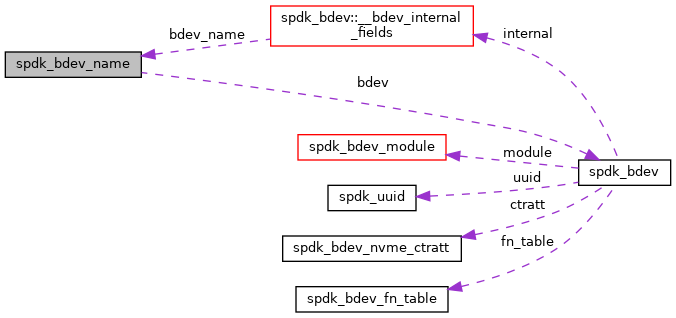 spdk_bdev::__bdev_internal
_fields
bdev_name
internal
spdk_bdev_name
bdev
spdk_bdev_module
module
spdk_bdev
uuid
spdk_uuid
ctratt
spdk_bdev_nvme_ctratt
fn_table
spdk_bdev_fn_table